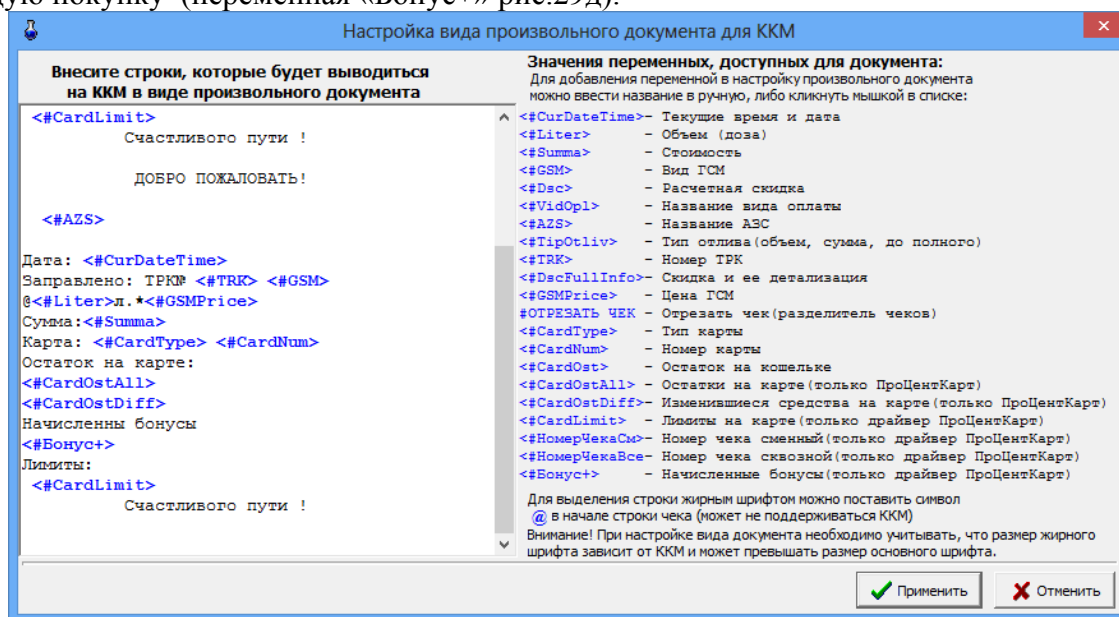 дую покупку (переменная «Бонус+» рис.29д).
Настройка вида произвольного документа для ККМ
Внесите строки, которые будет выводиться
на ККМ в виде произвольного документа
<#CardLimit>
Счастливого пути !
ДОБРО ПОЖАЛОВАТЬ!
<#AZS>
Дата: <#CurDateTime>
Заправлено: ТРК№ <#TRK> <#GSM>
@<#Liter>л.*<#GSMPrice>
Сумма:<#Summa>
Карта: <#CardType> <#CardNum>
Остаток на карте:
<#CardOstAll>
<#CardOstDiff>
Начисленны бонусы
<#Бонус+>
Лимиты:
<#CardLimit>
Счастливого пути !
Значения переменных, доступных для документа:
Для добавления переменной в настройку произвольного документа
можно ввести название в ручную, либо кликнуть мышкой в списке:
<#CurDateTime>- Текущие время и дата
<#Liter> - Объем (доза)
<#Summa> - Стоимость
<#GSM> - Вид ГСМ
<#Dsc> - Расчетная скидка
<#VidOpl> - Название вида оплаты
<#AZS> - Название АЗС
<#TipOtliv> - Тип отлива(объем, сумма, до полного)
<#TRK> - Номер ТРК
<#DscFullInfo>- Скидка и ее детализация
<#GSMPrice> - Цена ГСМ
#ОТРЕЗАТЬ ЧЕК - Отрезать чек(разделитель чеков)
<#CardType> - Тип карты
<#CardNum> - Номер карты
<#CardOst> - Остаток на кошельке
<#CardOstAll> - Остатки на карте(только ПроЦентКарт)
<#CardOstDiff>- Изменившиеся средства на карте(только ПроЦентКарт)
<#CardLimit> - Лимиты на карте(только драйвер ПроЦентКарт)
<#НомерЧекаСм>- Номер чека сменный(только драйвер ПроЦентКарт)
<#НомерЧекаВсе- Номер чека сквозной(только драйвер ПроЦентКарт)
<#Бонус+> - Начисленные бонусы(только драйвер ПроЦентКарт)
Для выделения строки жирным шрифтом можно поставить символ
@ в начале строки чека (может не поддерживаться ККМ)
Внимание! При настройке вида документа необходимо учитывать, что размер жирного
шрифта зависит от ККМ и может превышать размер основного шрифта.
Применить
Отменить